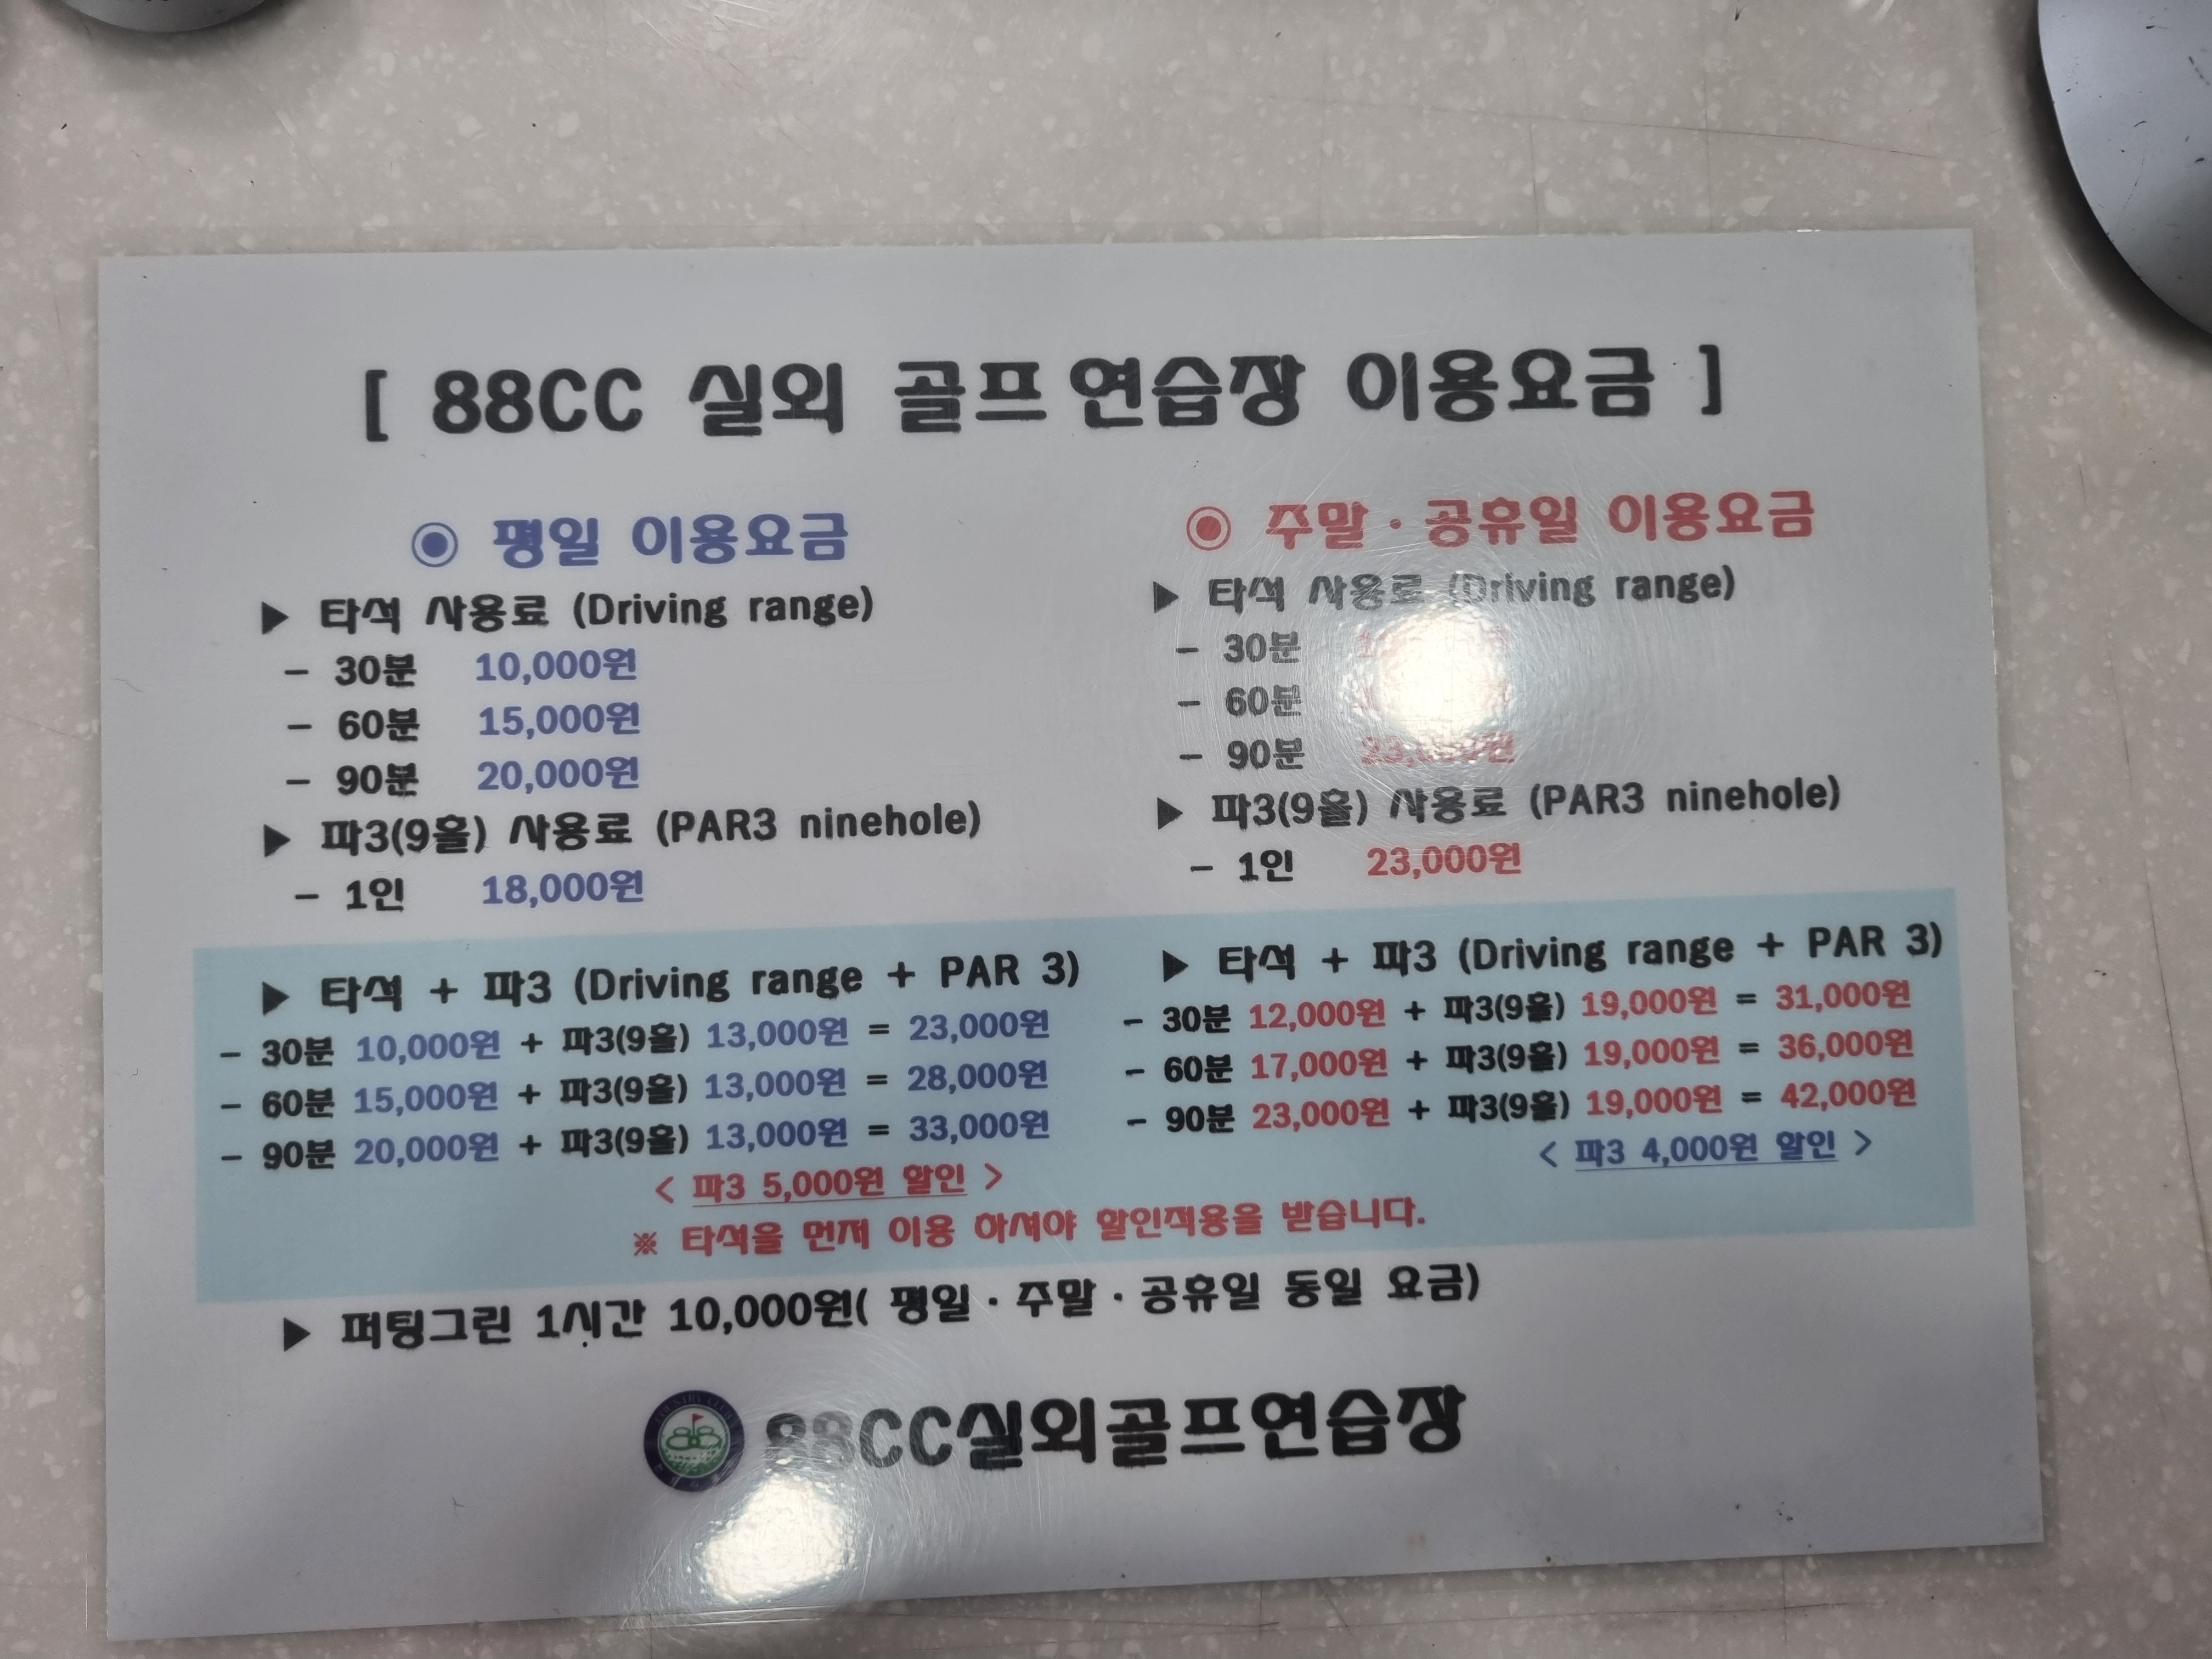 [ 88CC 실외 골프 연습장 이용요금 ]
◉ 평일 이용요금
▶ 타석 사용료 (Driving range)
- 30분 10,000원
- 60분 15,000원
- 90분 20,000원
▶ 파3(9홀) 사용료 (PAR3 ninehole)
- 1인 18,000원
◉ 주말·공휴일 이용요금
▶ 타석 사용료 (Driving range)
- 30분
- 60분
- 90분
▶ 파3(9홀) 사용료 (PAR3 ninehole)
- 1인 23,000원
▶ 타석 + 파3 (Driving range + PAR 3)
- 30분 10,000원 + 파3(9홀) 13,000원 = 23,000원
- 60분 15,000원 + 파3(9홀) 13,000원 = 28,000원
- 90분 20,000원 + 파3(9홀) 13,000원 = 33,000원
< 파3 5,000원 할인 >
▶ 타석 + 파3 (Driving range + PAR 3)
- 30분 12,000원 + 파3(9홀) 19,000원 = 31,000원
- 60분 17,000원 + 파3(9홀) 19,000원 = 36,000원
- 90분 23,000원 + 파3(9홀) 19,000원 = 42,000원
< 파3 4,000원 할인 >
※ 타석을 먼저 이용 하셔야 할인적용을 받습니다.
▶ 퍼팅그린 1시간 10,000원( 평일·주말·공휴일 동일 요금)
88CC실외골프연습장